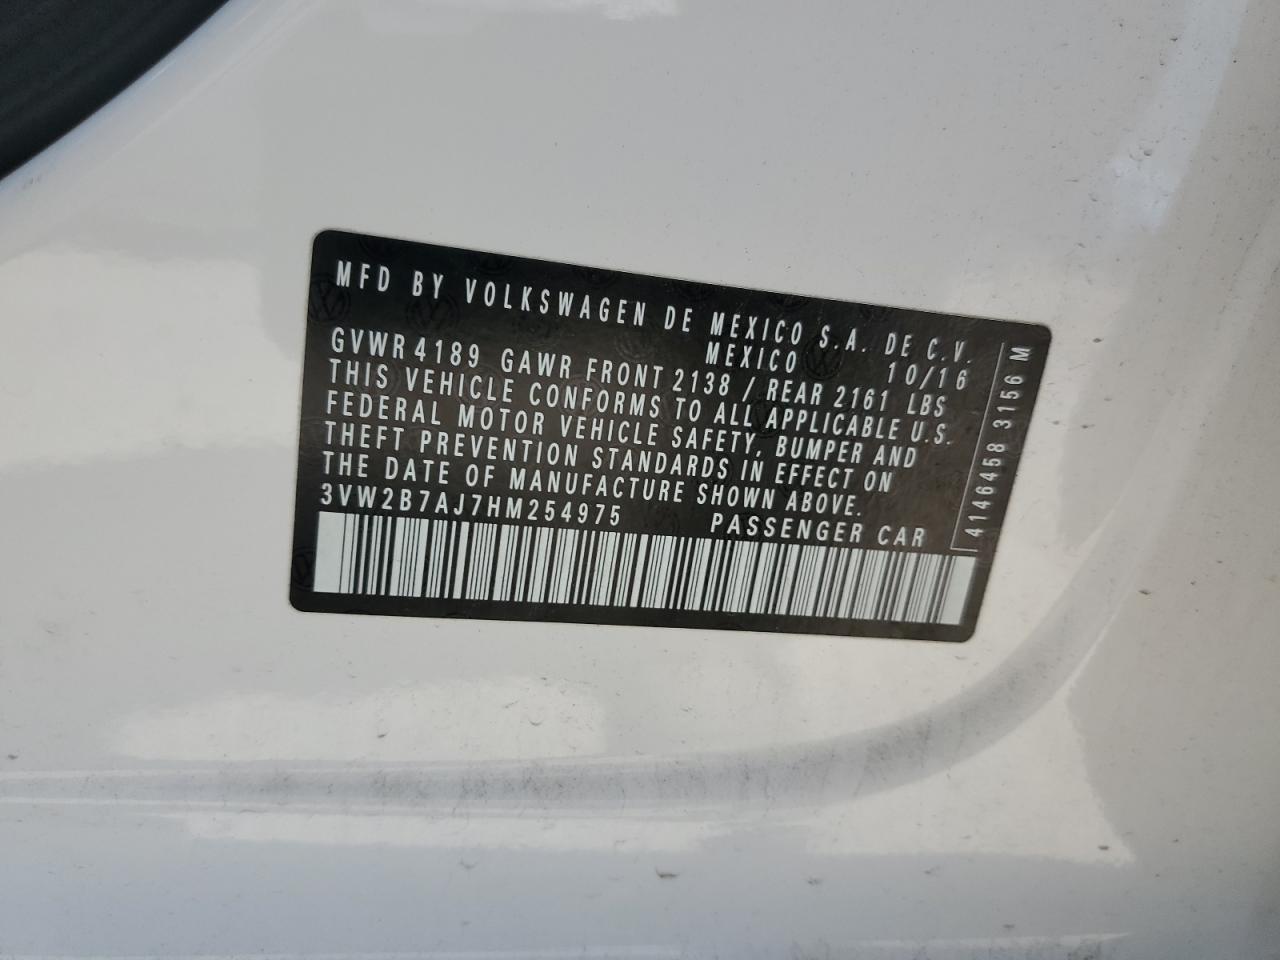 MFD BY VOLKSWAGEN DE MEXICO S.A. DE C.V.
MEXICO 10/16
GVWR 4189 GAWR FRONT 2138 / REAR 2161 LBS
THIS VEHICLE CONFORMS TO ALL APPLICABLE U.S.
FEDERAL MOTOR VEHICLE SAFETY, BUMPER AND
THEFT PREVENTION STANDARDS IN EFFECT ON
THE DATE OF MANUFACTURE SHOWN ABOVE.
3VW2B7AJ7HM254975 PASSENGER CAR
4146458 3156 M